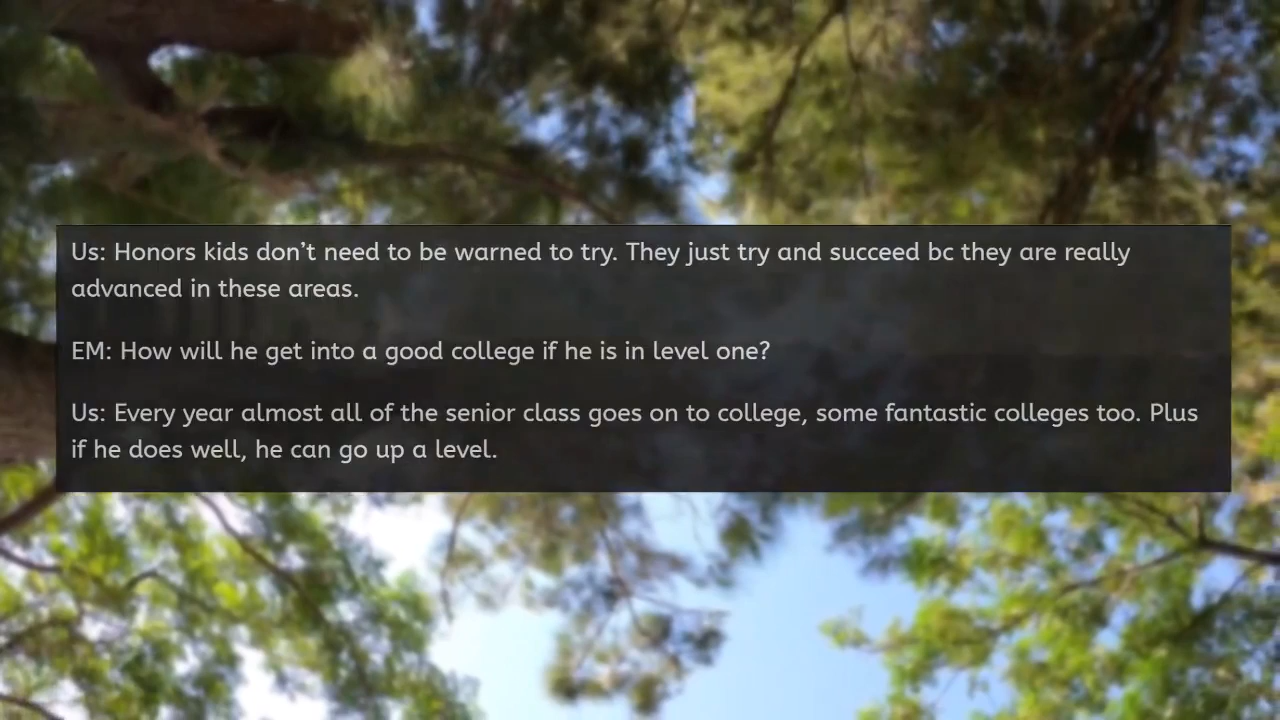 Us: Honors kids don’t need to be warned to try. They just try and succeed bc they are really
advanced in these areas.
EM: How will he get into a good college if he is in level one?
Us: Every year almost all of the senior class goes on to college, some fantastic colleges too. Plus
if he does well, he can go up a level.